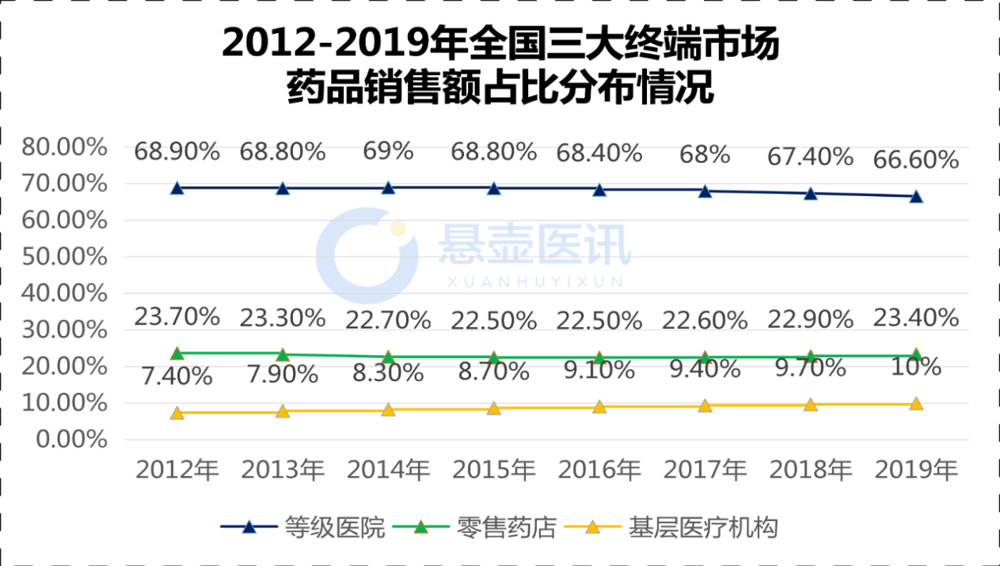 2012-2019年全国三大终端市场
药品销售额占比分布情况
80.00%
70.00%
60.00%
50.00%
40.00%
30.00%
20.00%
10.00%
0.00%
68.90% 68.80% 69% 68.80% 68.40% 68% 67.40% 66.60%
悬壶医讯
XUANHUYIXUN
23.70% 23.30% 22.70% 22.50% 22.50% 22.60% 22.90% 23.40%
7.40% 7.90% 8.30% 8.70% 9.10% 9.40% 9.70% 10%
2012年 2013年 2014年 2015年 2016年 2017年 2018年 2019年
等级医院 零售药店 基层医疗机构